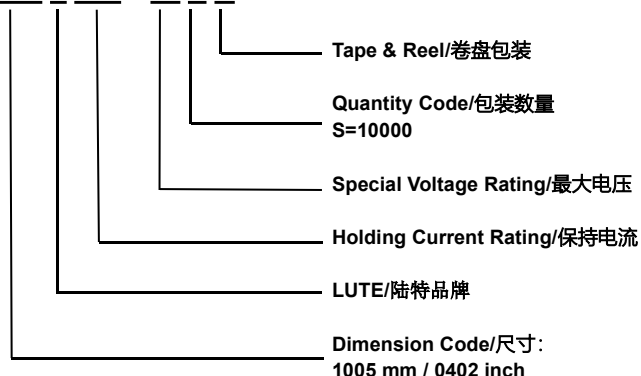 Tape & Reel/卷盘包装
Quantity Code/包装数量
S=10000
Special Voltage Rating/最大电压
Holding Current Rating/保持电流
LUTE/陆特品牌
Dimension Code/尺寸：
1005 mm / 0402 inch